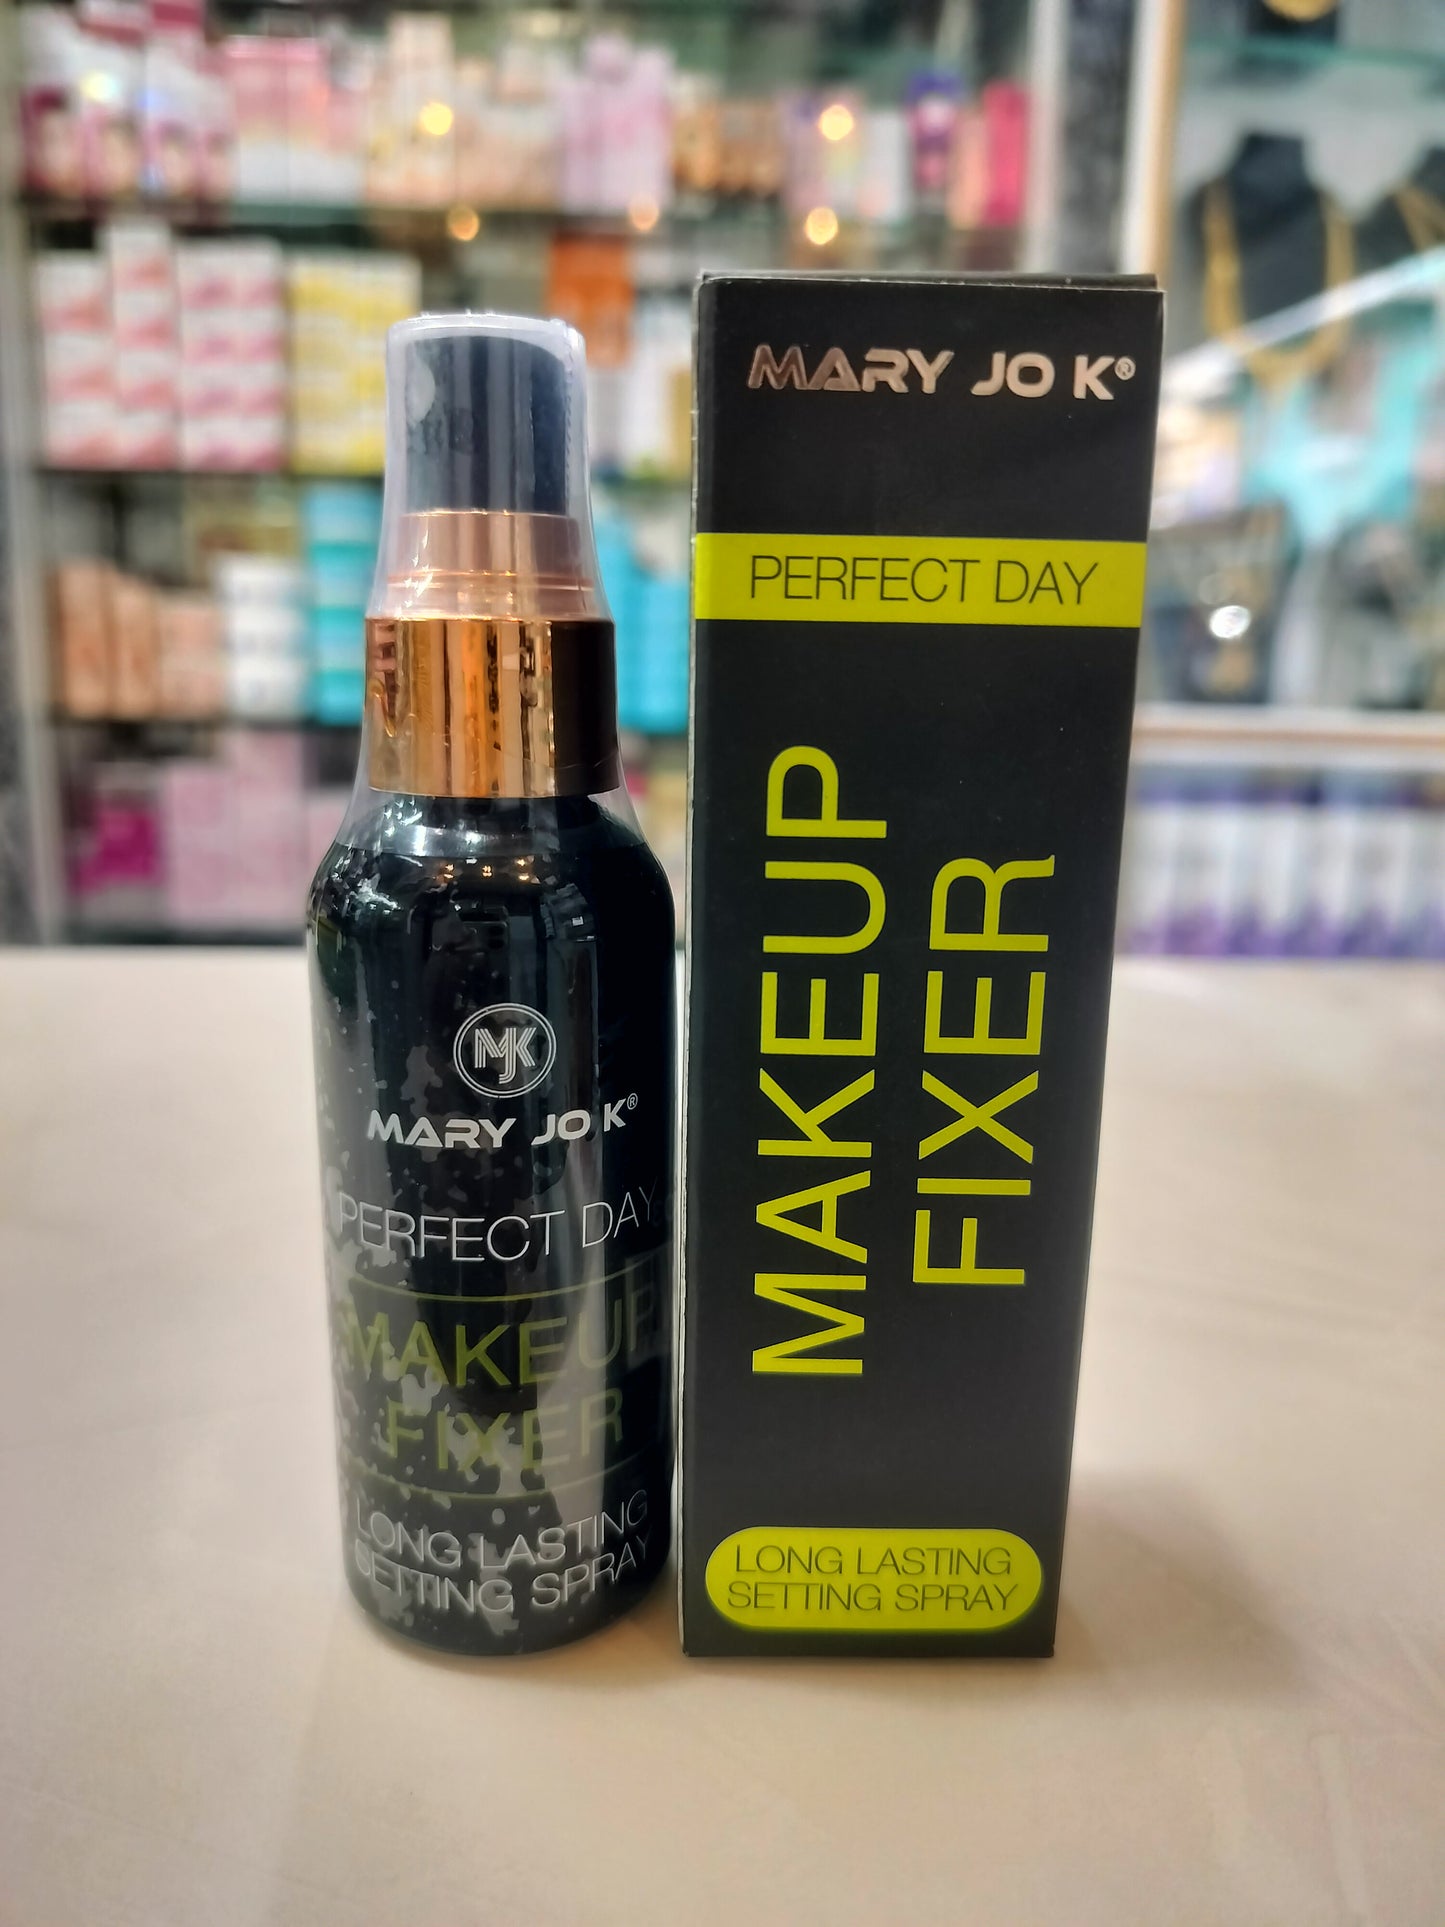 MJK
MARY JO K®
PERFECT DAY
MAKEUP
FIXER
LONG LASTING
SETTING SPRAY
MARY JO K®
PERFECT DAY
MAKEUP
FIXER
LONG LASTING
SETTING SPRAY